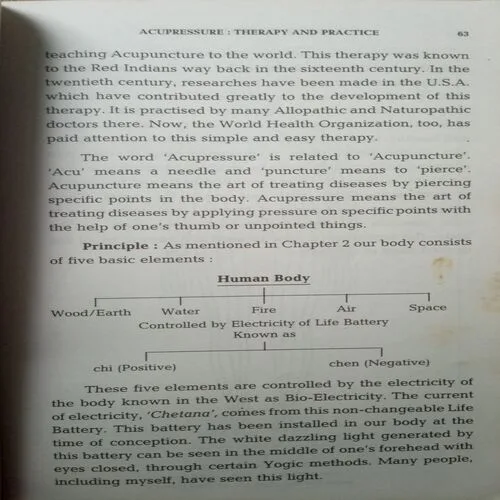 ACUPRESSURE : THERAPY AND PRACTICE 63
teaching Acupuncture to the world. This therapy was known
to the Red Indians way back in the sixteenth century. In the
twentieth century, researches have been made in the U.S.A.
which have contributed greatly to the development of this
therapy. It is practised by many Allopathic and Naturopathic
doctors there. Now, the World Health Organization, too, has
paid attention to this simple and easy therapy.
The word ‘Acupressure’ is related to ‘Acupuncture’.
‘Acu’ means a needle and ‘puncture’ means to ‘pierce’.
Acupuncture means the art of treating diseases by piercing
specific points in the body. Acupressure means the art of
treating diseases by applying pressure on specific points with
the help of one’s thumb or unpointed things.
Principle : As mentioned in Chapter 2 our body consists
of five basic elements :
Human Body
Wood/Earth Water Fire Air Space
Controlled by Electricity of Life Battery
Known as
chi (Positive) chen (Negative)
These five elements are controlled by the electricity of
the body known in the West as Bio-Electricity. The current
of electricity, ‘Chetana’, comes from this non-changeable Life
Battery. This battery has been installed in our body at the
time of conception. The white dazzling light generated by
this battery can be seen in the middle of one’s forehead with
eyes closed, through certain Yogic methods. Many people,
including myself, have seen this light.